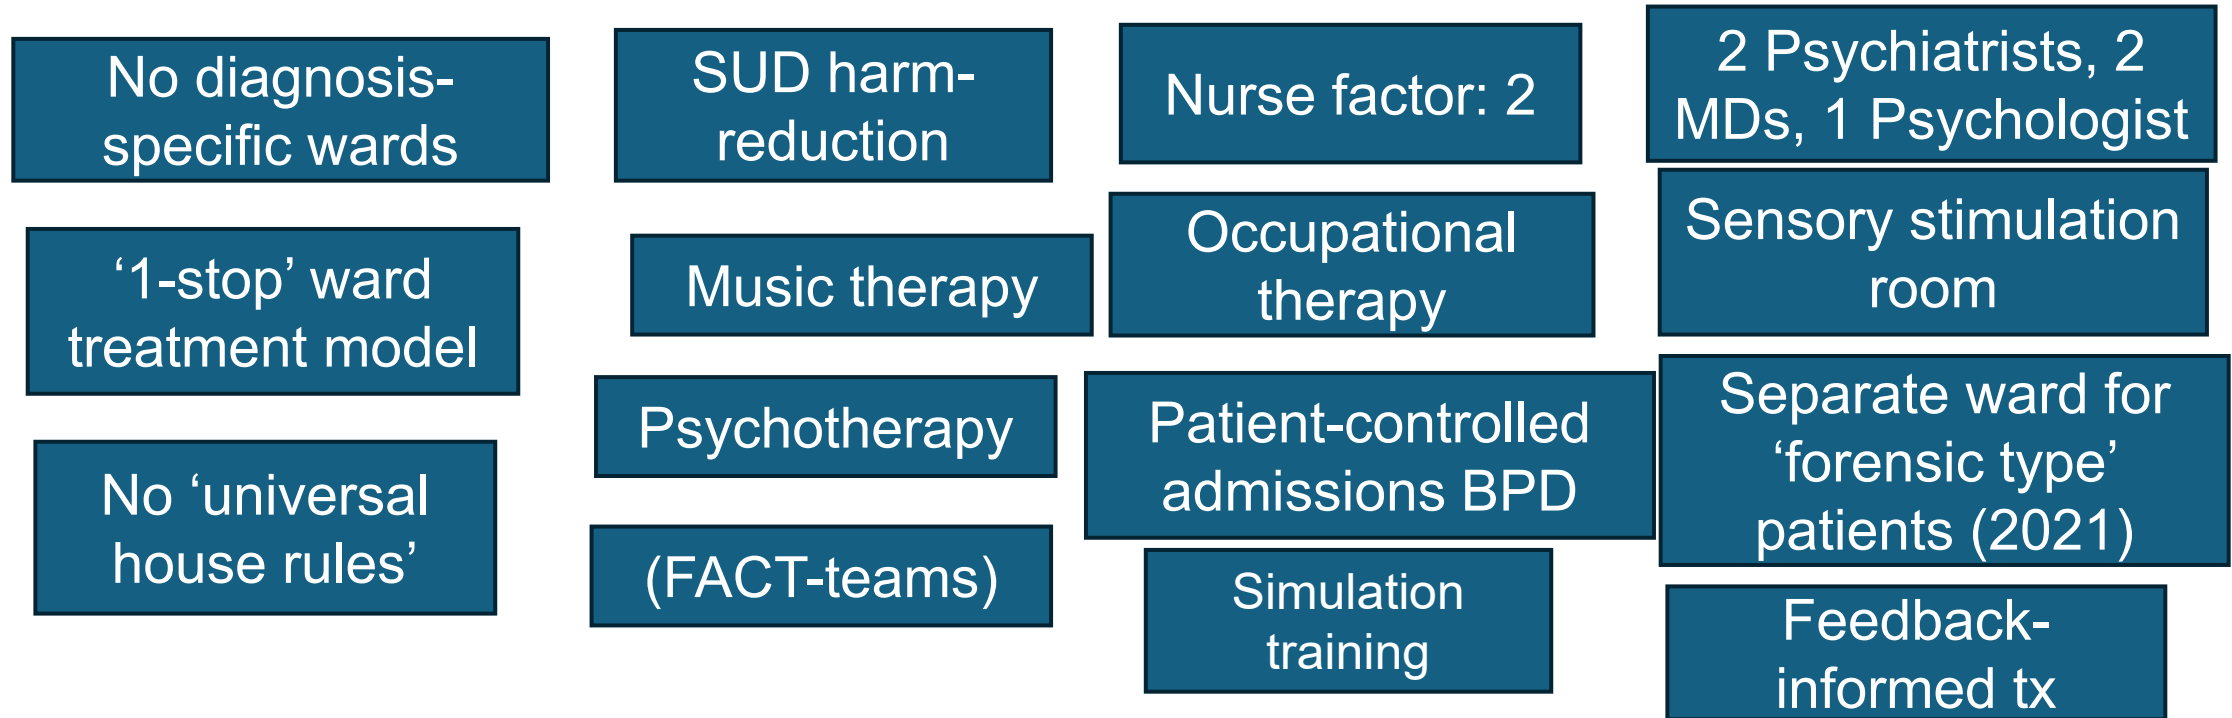 No diagnosis-
specific wards
‘1-stop’ ward
treatment model
No ‘universal
house rules’
SUD harm-
reduction
Music therapy
Psychotherapy
(FACT-teams)
Nurse factor: 2
Occupational
therapy
Patient-controlled
admissions BPD
Simulation
training
2 Psychiatrists, 2
MDs, 1 Psychologist
Sensory stimulation
room
Separate ward for
‘forensic type’
patients (2021)
Feedback-
informed tx